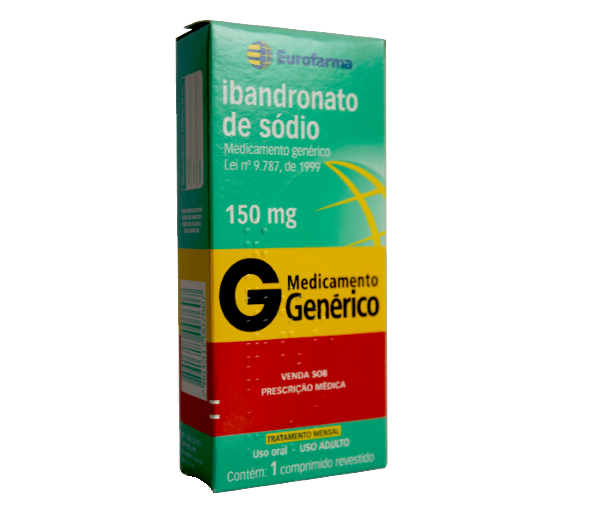 Eurofarma
ibandronato
de sódio
Medicamento genérico
Lei nº 9.787, de 1999
150 mg
G Medicamento
Genérico
VENDA SOB
PRESCRIÇÃO MÉDICA
TRATAMENTO MENSAL
Uso oral - USO ADULTO
Contém: 1 comprimido revestido